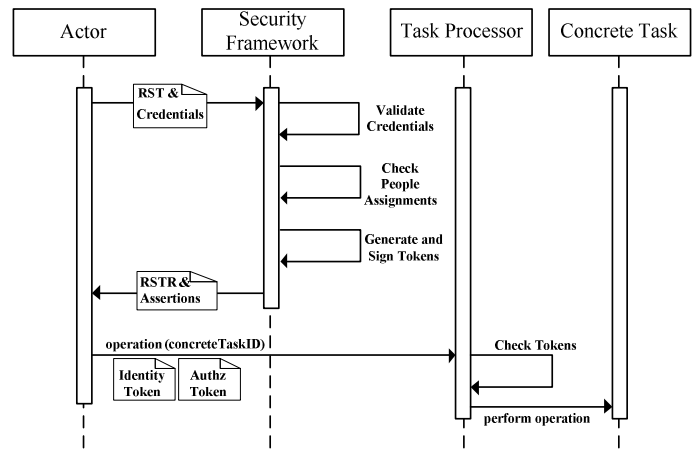 Actor
Security
Framework
Task Processor
Concrete Task
RST &
Credentials
Validate
Credentials
Check
People
Assignments
Generate and
Sign Tokens
RSTR &
Assertions
operation (concreteTaskID)
Identity
Token
Authz
Token
Check Tokens
perform operation